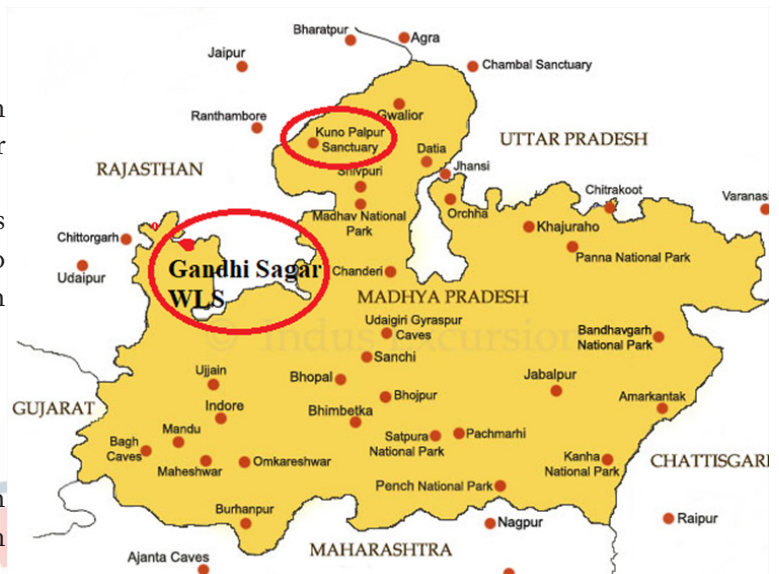 Bharatpur
Agra
Jaipur
Chambal Sanctuary
Ranthambore
Gwalior
Kuno Palpur
Sanctuary
UTTAR PRADESH
Datia
Jhansi
RAJASTHAN
Shivpuri
Chitrakoot
Varanas
Orchha
Madhav National
Park
Khajuraho
Chittorgarh
Panna National Park
Udaipur
Gandhi Sagar
WLS
Chanderi
MADHYA PRADESH
Udaigiri Gyraspur
Caves
Bandhavgarh
National Park
© Indus Excursion
Sanchi
Ujjain
Bhopal
Jabalpur
Bhojpur
Amarkantak
GUJARAT
Indore
Bhimbetka
Mandu
Satpura
National Park
Pachmarhi
Bagh
Caves
Maheshwar
Omkareshwar
Kanha
National Park
CHATTISGARI
Pench National Park
Burhanpur
Nagpur
Raipur
MAHARASHTRA
Ajanta Caves